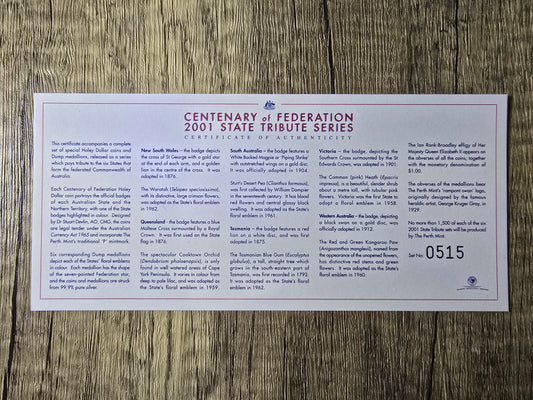 CENTENARY of FEDERATION
2001 STATE TRIBUTE SERIES
CERTIFICATE OF AUTHENTICITY
This certificate accompanies a complete
set of special Holey Dollar coins and
Dump medallions, released as a series
which pays tribute to the six States that
form the federated Commonwealth of
Australia.
Each Centenary of Federation Holey
Dollar coin portrays the official badges
of each Australian State and the
Northern Territory, with one of the State
badges highlighted in colour. Designed
by Dr Stuart Devlin, AO, CMG, the coins
are legal tender under the Australian
Currency Act 1965 and incorporate the
Perth Mint's traditional 'P' mintmark.
Six corresponding Dump medallions
depict each of the States' floral emblems
in colour. Each medallion has the shape
of the seven-pointed Federation star,
and the coins and medallions are struck
from 99.9% pure silver.
New South Wales – the badge depicts
the cross of St George with a gold star
at the end of each arm, and a golden
lion in the centre of the cross. It was
adopted in 1876.
The Waratah (Telopea speciosissima),
with its distinctive, large crimson flowers,
was adopted as the State's floral emblem
in 1962.
Queensland – the badge features a blue
Maltese Cross surmounted by a Royal
Crown. It was first used on the State
flag in 1876.
The spectacular Cooktown Orchid
(Dendrobium phalaenopsis), is only
found in well watered areas of Cape
York Peninsula. It varies in colour from
deep to pale lilac, and was adopted as
the State's floral emblem in 1959.
South Australia – the badge features a
White Backed Magpie or 'Piping Shrike'
with outstretched wings on a gold disc.
It was officially adopted in 1904.
Sturt's Desert Pea (Clianthus formosus),
was first collected by William Dampier
in the seventeenth century. It has blood
red flowers and central glossy black
swellings. It was adopted as the State's
floral emblem in 1961.
Tasmania – the badge features a red
lion on a white disc, and was first
adopted in 1875.
The Tasmanian Blue Gum (Eucalyptus
globulus), a tall, straight tree which
grows in the south-eastern part of
Tasmania, was first recorded in 1792.
It was adopted as the State's floral
emblem in 1962.
Victoria – the badge, depicting the
Southern Cross surmounted by the St
Edwards Crown, was adopted in 1901.
The Common (pink) Heath (Epacris
impressa), is a beautiful, slender shrub
about a metre tall, with tubular pink
flowers. Victoria was the first State to
adopt a floral emblem in 1958.
Western Australia – the badge, depicting
a black swan on a gold disc, was
adopted in 1912.
The Red and Green Kangaroo Paw
(Anigozanthos manglesii), named from
the appearance of the unopened flowers,
has distinctive red stems and green
flowers. It was adopted as the State's
floral emblem in 1960.
The Ian Rank Broadley effigy of Her
Majesty Queen Elizabeth II appears on
the obverses of all the coins, together
with the monetary denomination of
$1.00.
The obverses of the medallions bear
The Perth Mint's 'rampant swan' logo,
originally designed by the famous
heraldic artist, George Kruger Gray, in
1929.
No more than 1,500 of each of the six
2001 State Tribute sets will be produced
by The Perth Mint.
Set No. 0515